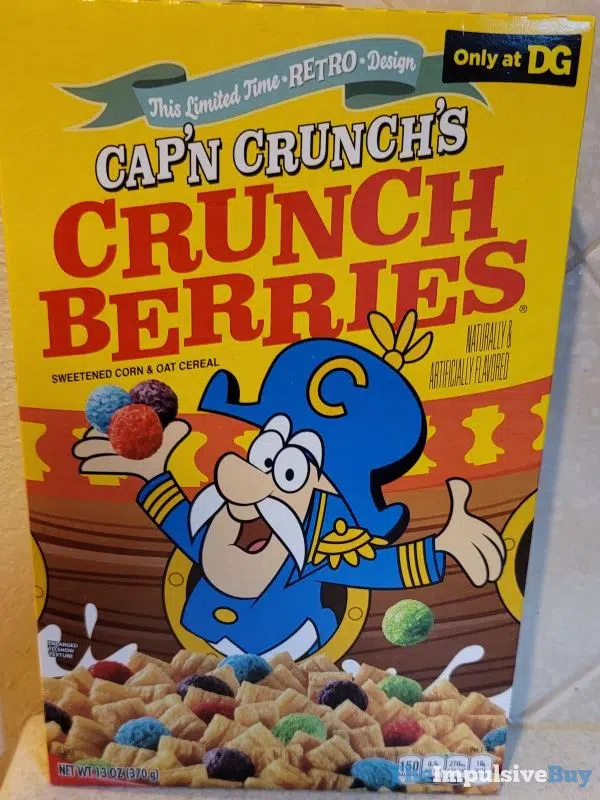 This Limited Time • RETRO • Design
Only at DG
CAP'N CRUNCH'S
CRUNCH
BERRIES®
NATURALLY &
ARTIFICIALLY FLAVORED
SWEETENED CORN & OAT CEREAL
C
ENLARGED
TO SHOW
TEXTURE
NET WT 13 OZ (370 g)
150
TheImpulsiveBuy